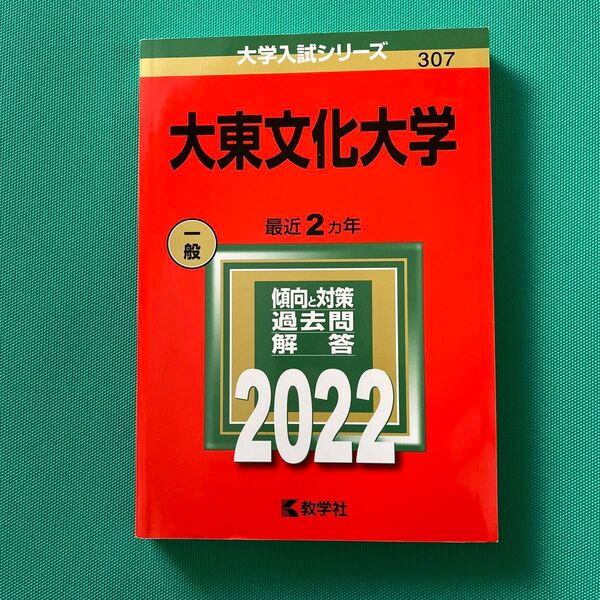 大学入試シリーズ
307
大東文化大学
最近2ヵ年
一般
傾向と対策
過去問
解答
2022
教学社